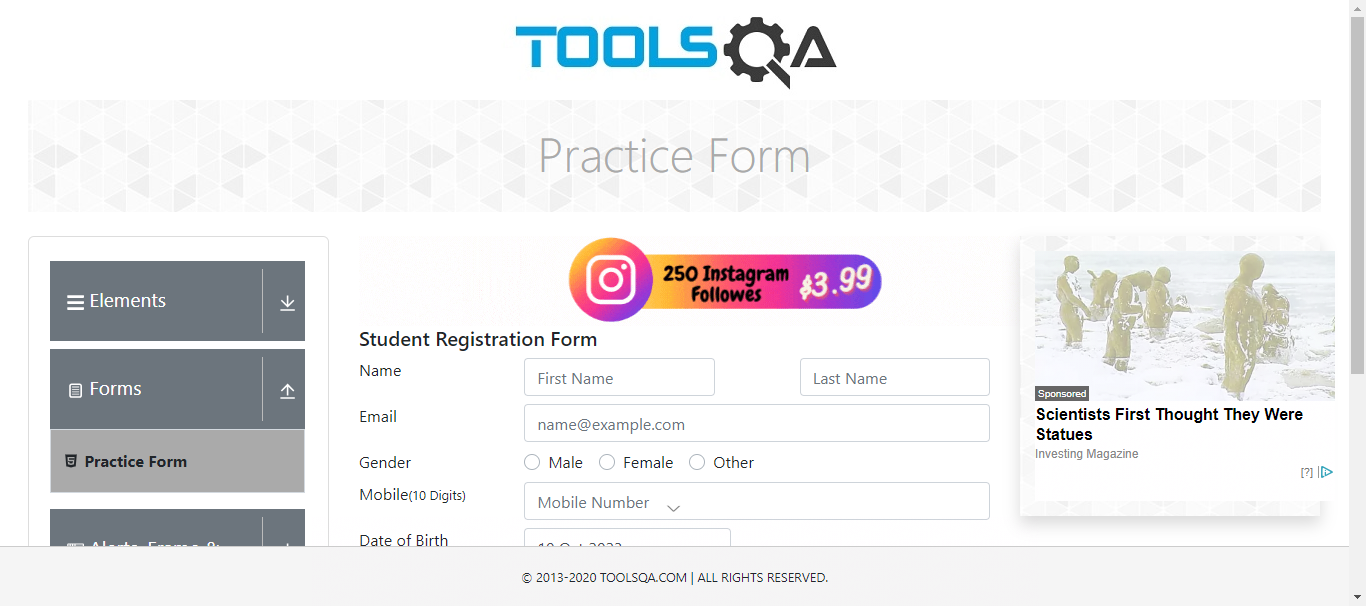 TOOLSQA
Practice Form
Elements
Forms
Practice Form
250 Instagram
Followes
$3.99
Student Registration Form
Name
First Name
Last Name
Email
name@example.com
Gender
Male
Female
Other
Mobile(10 Digits)
Mobile Number
Date of Birth
Sponsored
Scientists First Thought They Were
Statues
Investing Magazine
[?]
© 2013-2020 TOOLSQA.COM | ALL RIGHTS RESERVED.